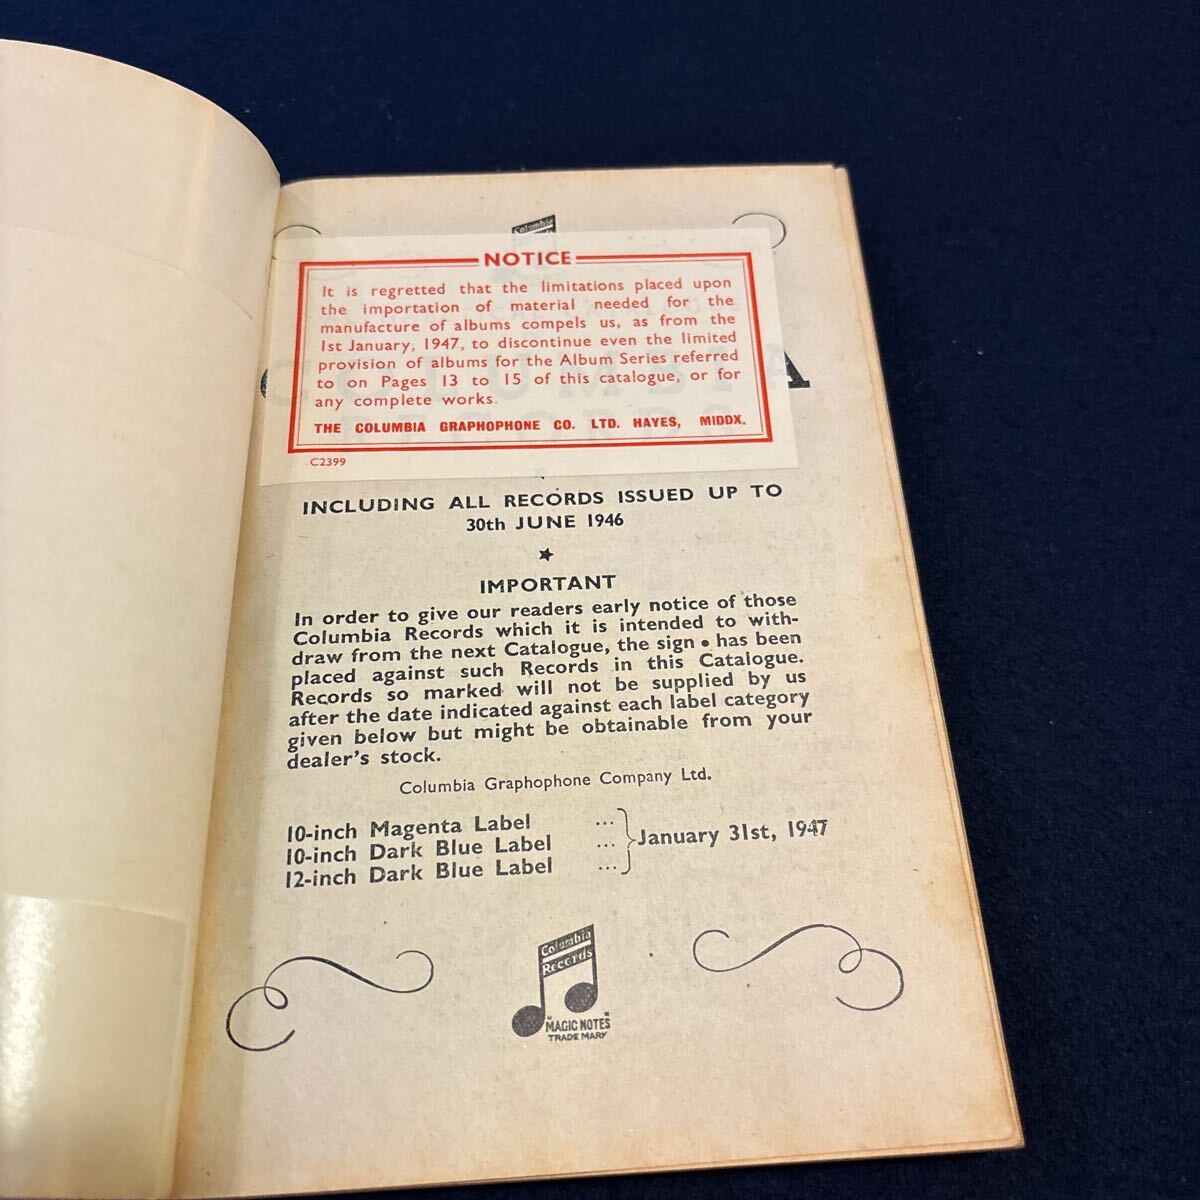 Columbia
NOTICE
It is regretted that the limitations placed upon
the importation of material needed for the
manufacture of albums compels us, as from the
1st January, 1947, to discontinue even the limited
provision of albums for the Album Series referred
to on Pages 13 to 15 of this catalogue, or for
any complete works.
THE COLUMBIA GRAPHOPHONE CO. LTD. HAYES, MIDDX.
C2399
INCLUDING ALL RECORDS ISSUED UP TO
30th JUNE 1946
★
IMPORTANT
In order to give our readers early notice of those
Columbia Records which it is intended to with-
draw from the next Catalogue, the sign • has been
placed against such Records in this Catalogue.
Records so marked will not be supplied by us
after the date indicated against each label category
given below but might be obtainable from your
dealer's stock.
Columbia Graphophone Company Ltd.
10-inch Magenta Label ...
10-inch Dark Blue Label ... January 31st, 1947
12-inch Dark Blue Label ...
Columbia
Records
"MAGIC NOTES"
TRADE MARK